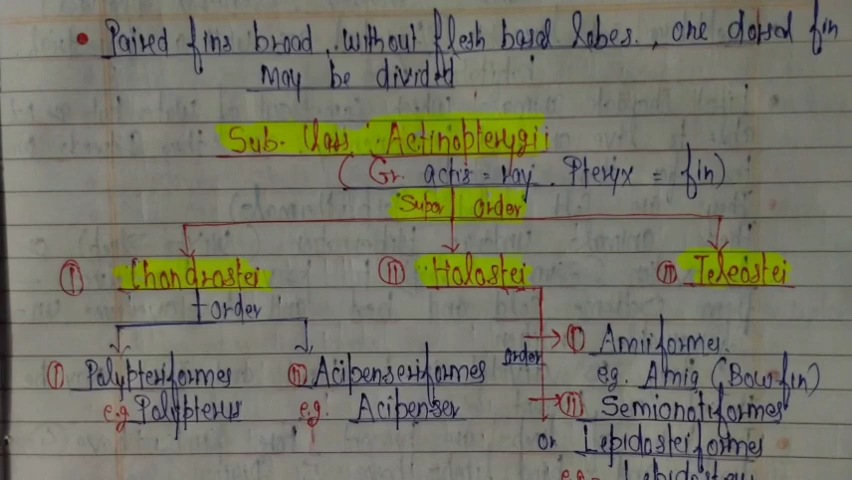 • Paired fins broad, without flesh basal lobes., one dorsal fin
may be divided
Sub. Class : Actinopterygii
( Gr. actis = ray . Pteryx = fin)
Super order
(I) Chondrostei (II) Holostei (III) Teleostei
order
order
(I) Polypteriformes (II) Acipenseriformes (I) Amiiformes.
e.g Polypterus e.g. Acipenser e.g. Amia (Bowfin)
(II) Semionotiformes
or Lepidosteiformes
e.g.